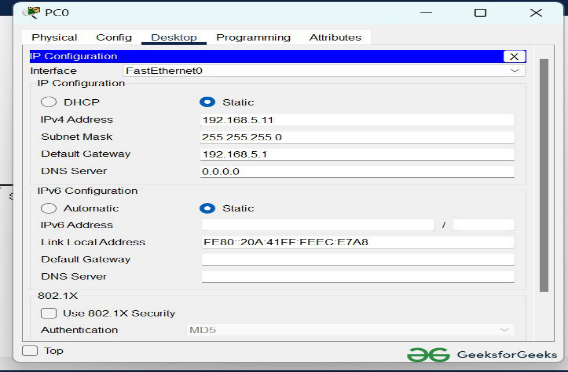 PC0
Physical Config Desktop Programming Attributes
IP Configuration X
Interface FastEthernet0
IP Configuration
DHCP Static
IPv4 Address 192.168.5.11
Subnet Mask 255.255.255.0
Default Gateway 192.168.5.1
DNS Server 0.0.0.0
IPv6 Configuration
Automatic Static
IPv6 Address /
Link Local Address FE80::20A:41FF:FEEC:E7A8
Default Gateway
DNS Server
802.1X
Use 802.1X Security
Authentication MD5
Top
GeeksforGeeks